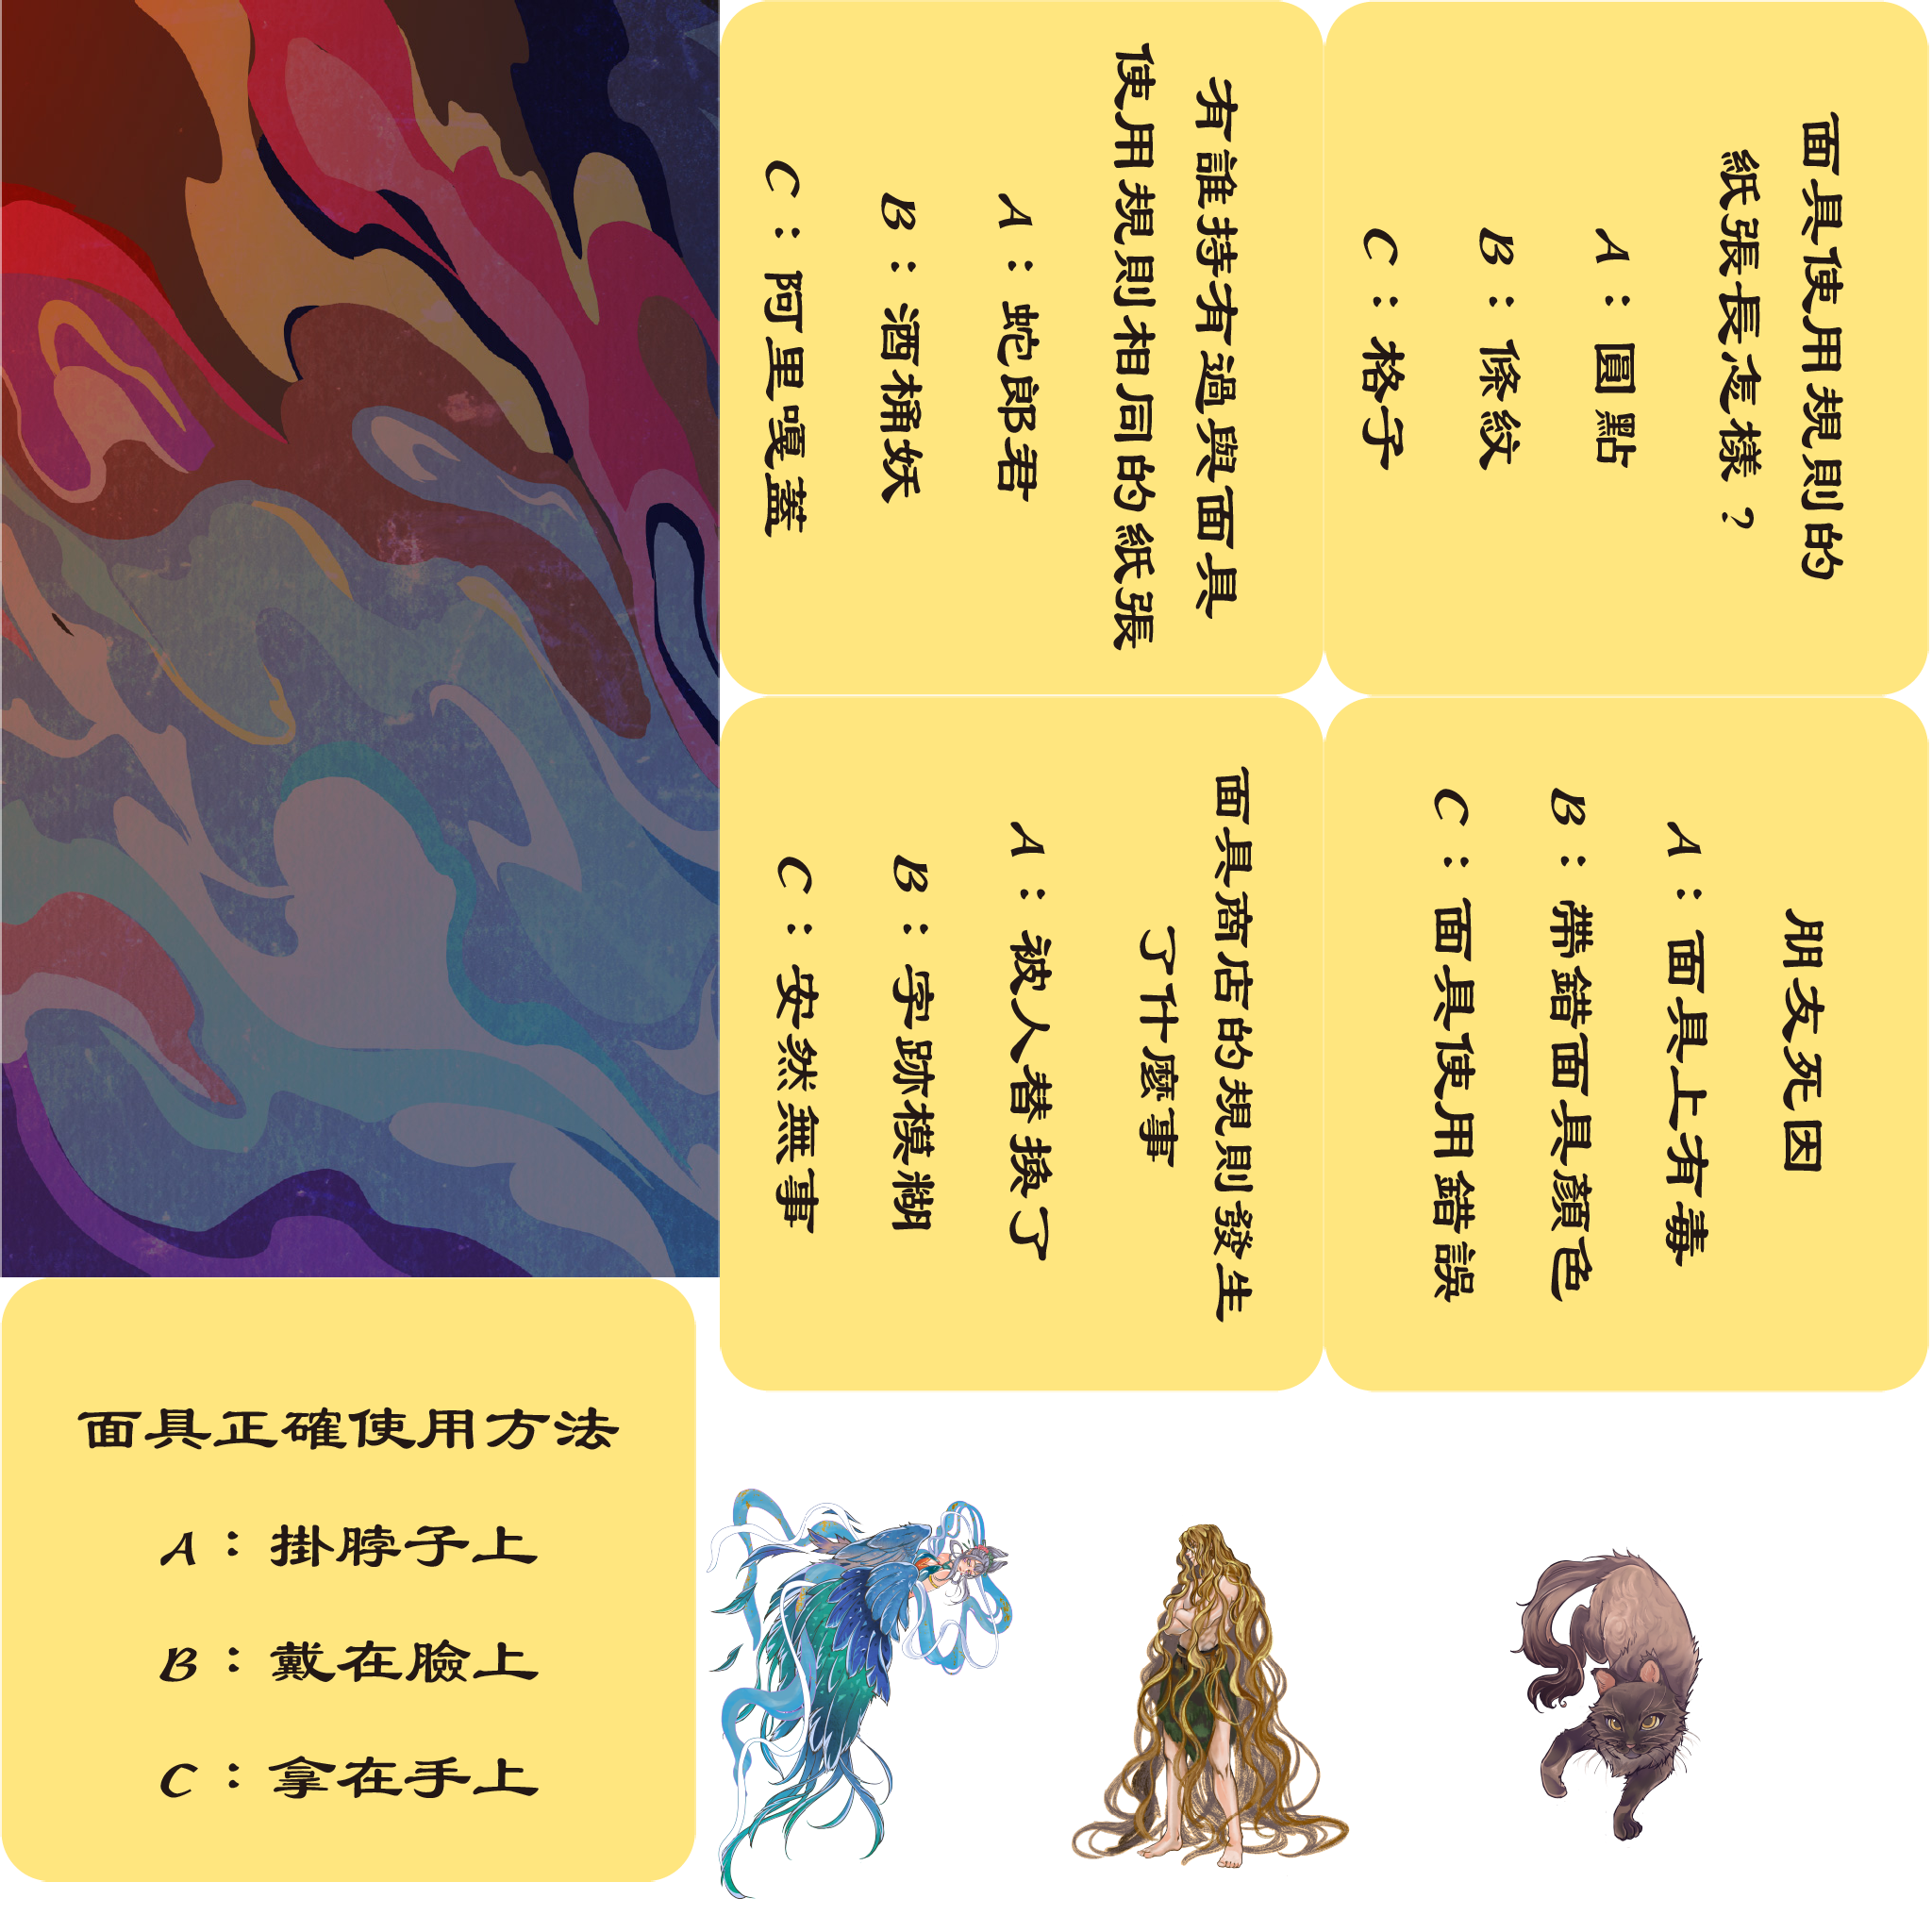 有誰持有過與面具
使用規則相同的紙張
A：蛇郎君
B：酒桶妖
C：阿里嘎蓋
面具使用規則的
紙張長怎樣？
A：圓點
B：條紋
C：格子
面具商店的規則發生
了什麼事
A：被人替換了
B：字跡模糊
C：安然無事
朋友死因
A：面具上有毒
B：帶錯面具顏色
C：面具使用錯誤
面具正確使用方法
A：掛脖子上
B：戴在臉上
C：拿在手上